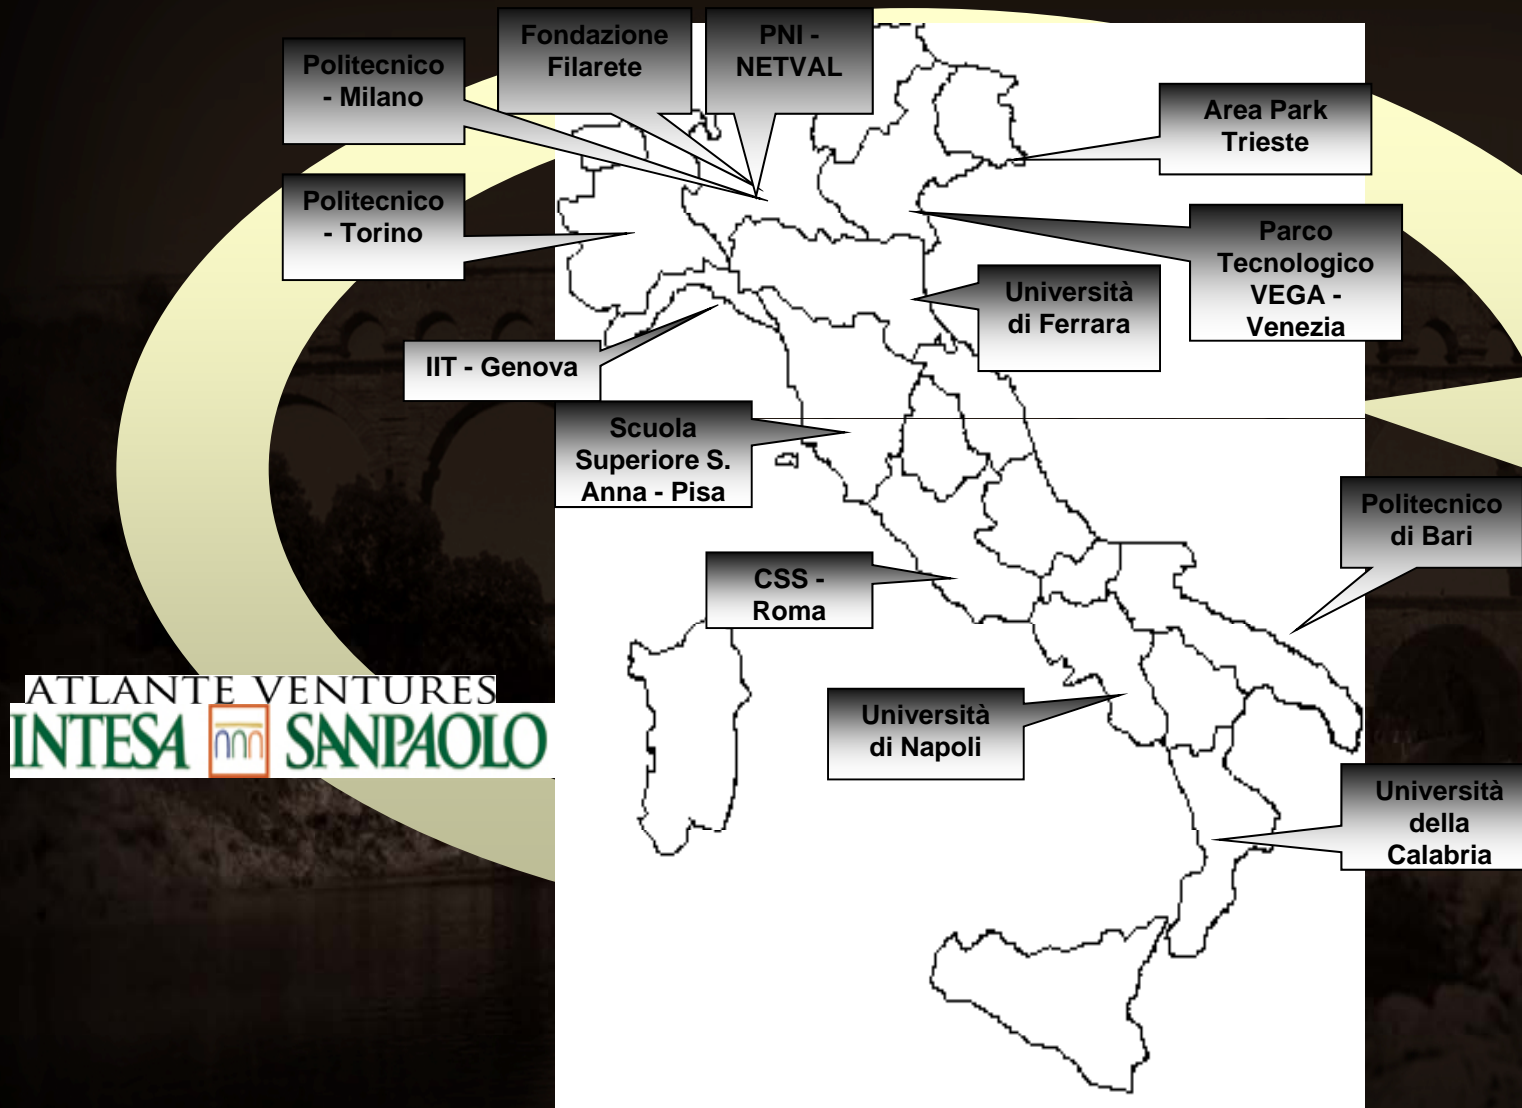 Fondazione
Filarete
PNI -
NETVAL
Politecnico
- Milano
Area Park
Trieste
Politecnico
- Torino
Parco
Tecnologico
VEGA -
Venezia
Università
di Ferrara
IIT - Genova
Scuola
Superiore S.
Anna - Pisa
Politecnico
di Bari
CSS -
Roma
ATLANTE VENTURES
INTESA SANPAOLO
Università
di Napoli
Università
della
Calabria